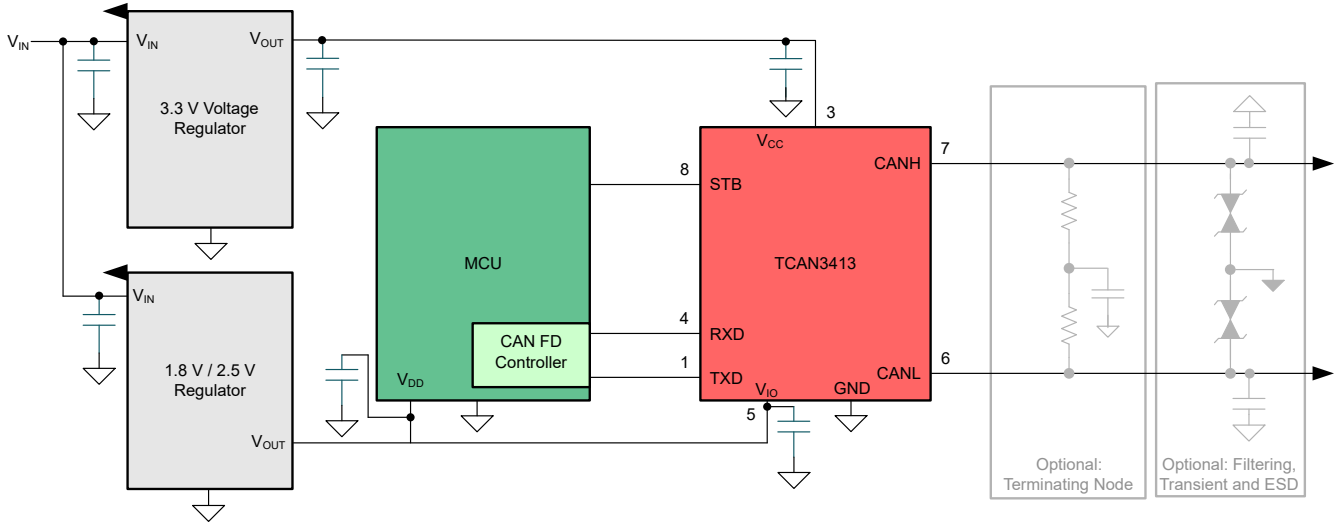 VIN
VIN
VOUT
3.3 V Voltage
Regulator
VIN
1.8 V / 2.5 V
Regulator
VOUT
MCU
CAN FD
Controller
VDD
8
4
1
3
VCC
STB
TCAN3413
RXD
TXD
VIO
5
GND
CANH
7
CANL
6
Optional:
Terminating Node
Optional: Filtering,
Transient and ESD